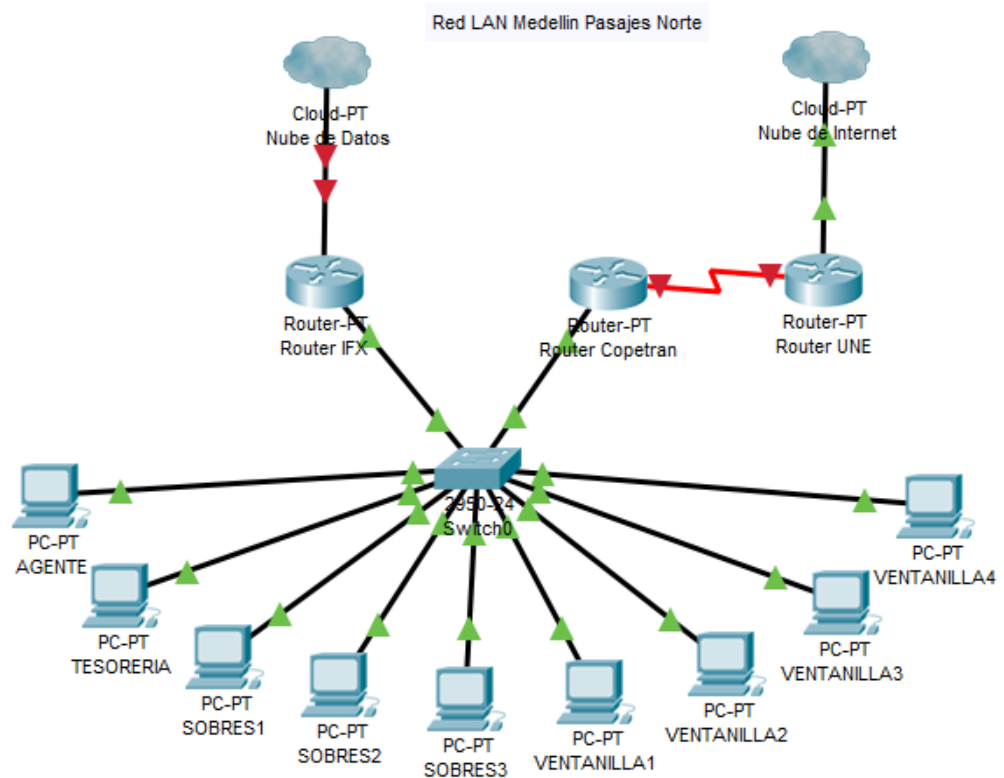 Red LAN Medellin Pasajes Norte
Cloud-PT
Nube de Datos
Cloud-PT
Nube de Internet
Router-PT
Router IFX
Router-PT
Router Copetran
Router-PT
Router UNE
2950-24
Switch0
PC-PT
AGENTE
PC-PT
TESORERIA
PC-PT
SOBRES1
PC-PT
SOBRES2
PC-PT
SOBRES3
PC-PT
VENTANILLA1
PC-PT
VENTANILLA2
PC-PT
VENTANILLA3
PC-PT
VENTANILLA4